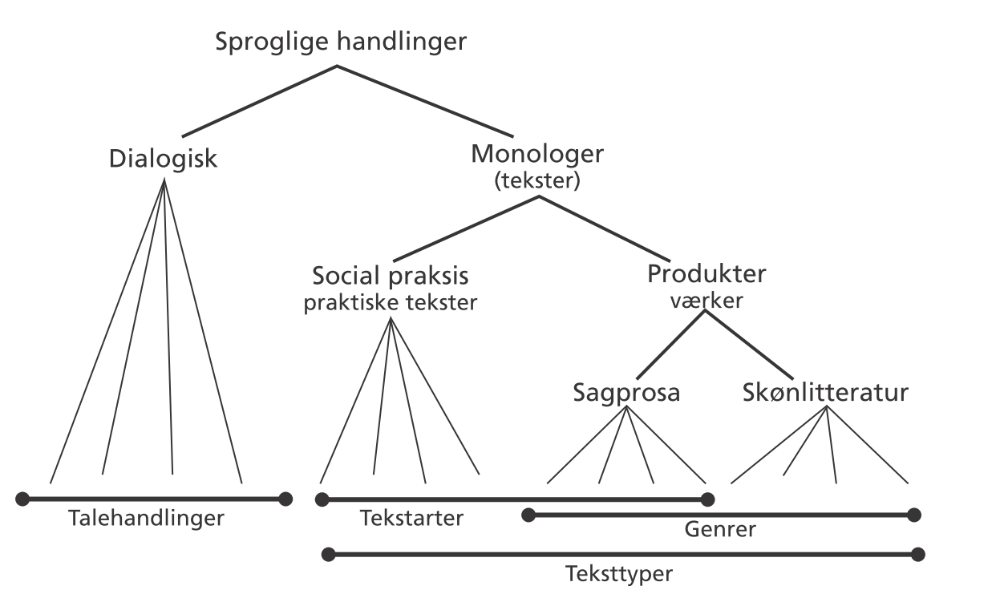 Sproglige handlinger
Dialogisk
Monologer
(tekster)
Social praksis
praktiske tekster
Produkter
værker
Sagprosa
Skønlitteratur
Talehandlinger
Tekstarter
Genrer
Teksttyper